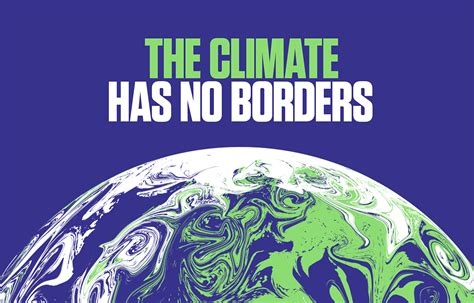 THE CLIMATE
HAS NO BORDERS